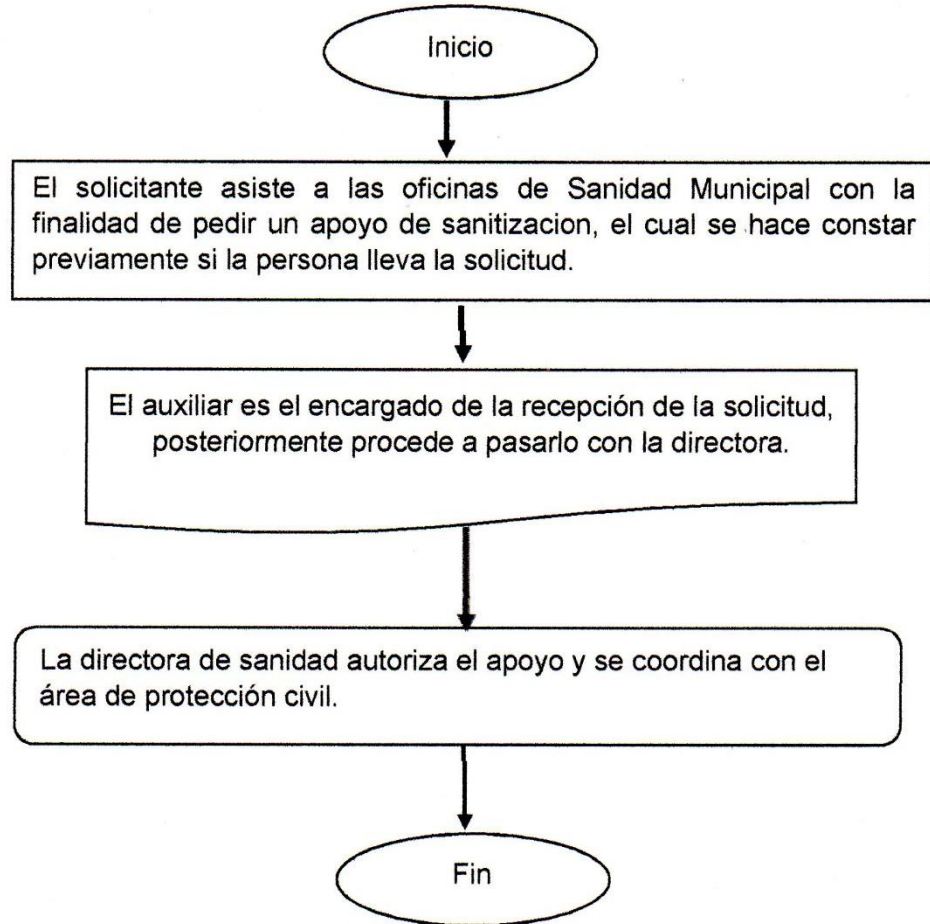 Inicio
El solicitante asiste a las oficinas de Sanidad Municipal con la
finalidad de pedir un apoyo de sanitizacion, el cual se hace constar
previamente si la persona lleva la solicitud.
El auxiliar es el encargado de la recepción de la solicitud,
posteriormente procede a pasarlo con la directora.
La directora de sanidad autoriza el apoyo y se coordina con el
área de protección civil.
Fin